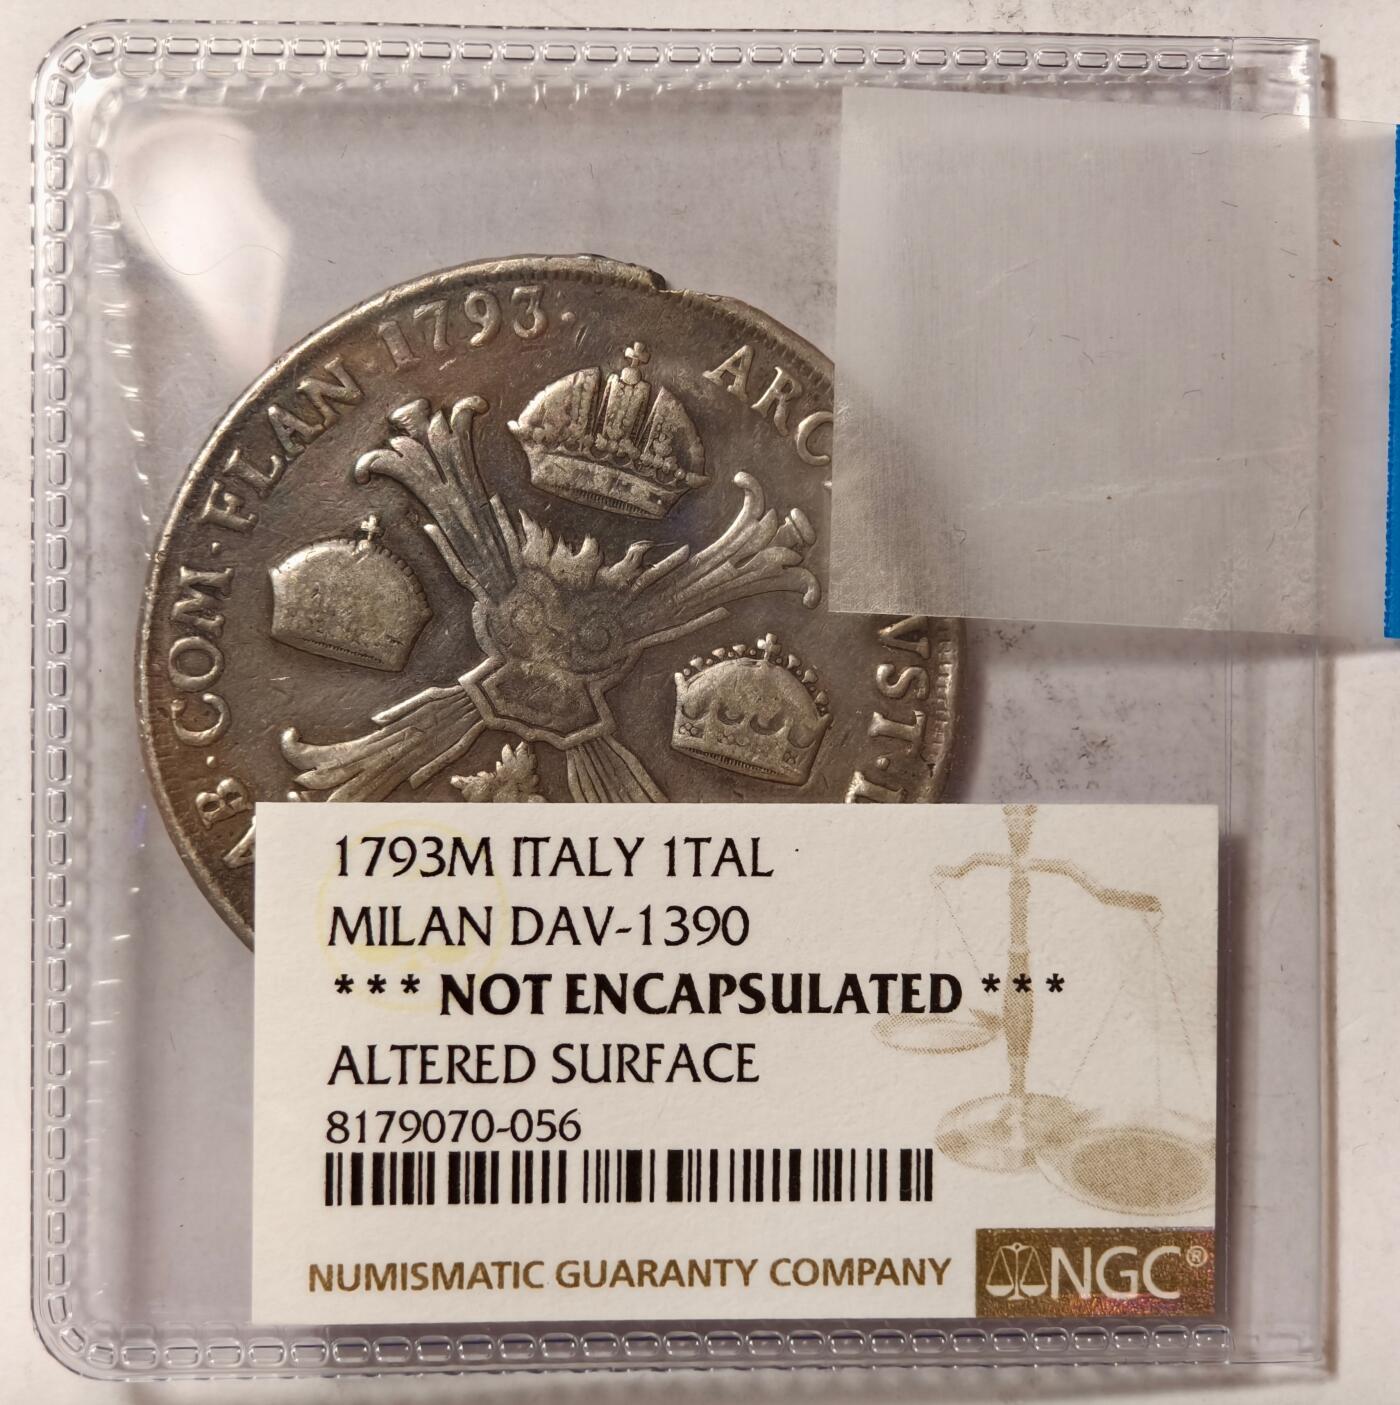 B · COM · FLAN · 1793 ·
ARC
VST · L
1793M ITALY 1TAL
MILAN DAV-1390
*** NOT ENCAPSULATED ***
ALTERED SURFACE
8179070-056
NUMISMATIC GUARANTY COMPANY
NGC®